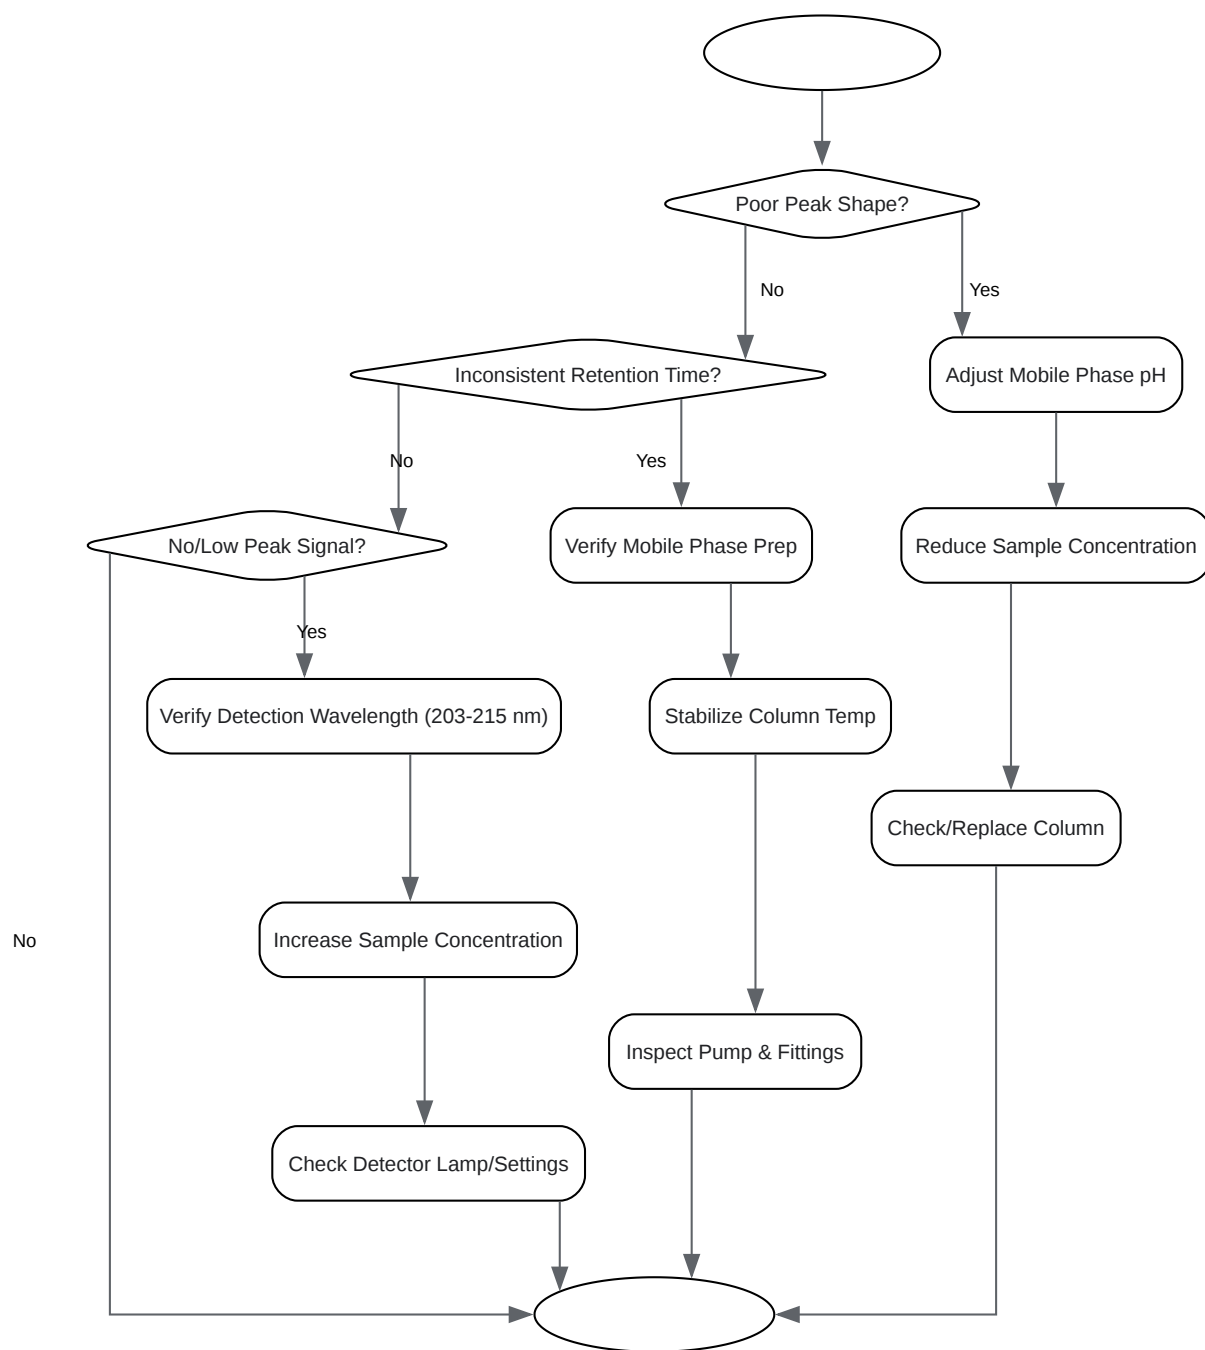 Poor Peak Shape?
No
Yes
Inconsistent Retention Time?
Adjust Mobile Phase pH
No
Yes
No/Low Peak Signal?
Verify Mobile Phase Prep
Reduce Sample Concentration
Yes
Verify Detection Wavelength (203-215 nm)
Stabilize Column Temp
Check/Replace Column
No
Increase Sample Concentration
Inspect Pump & Fittings
Check Detector Lamp/Settings